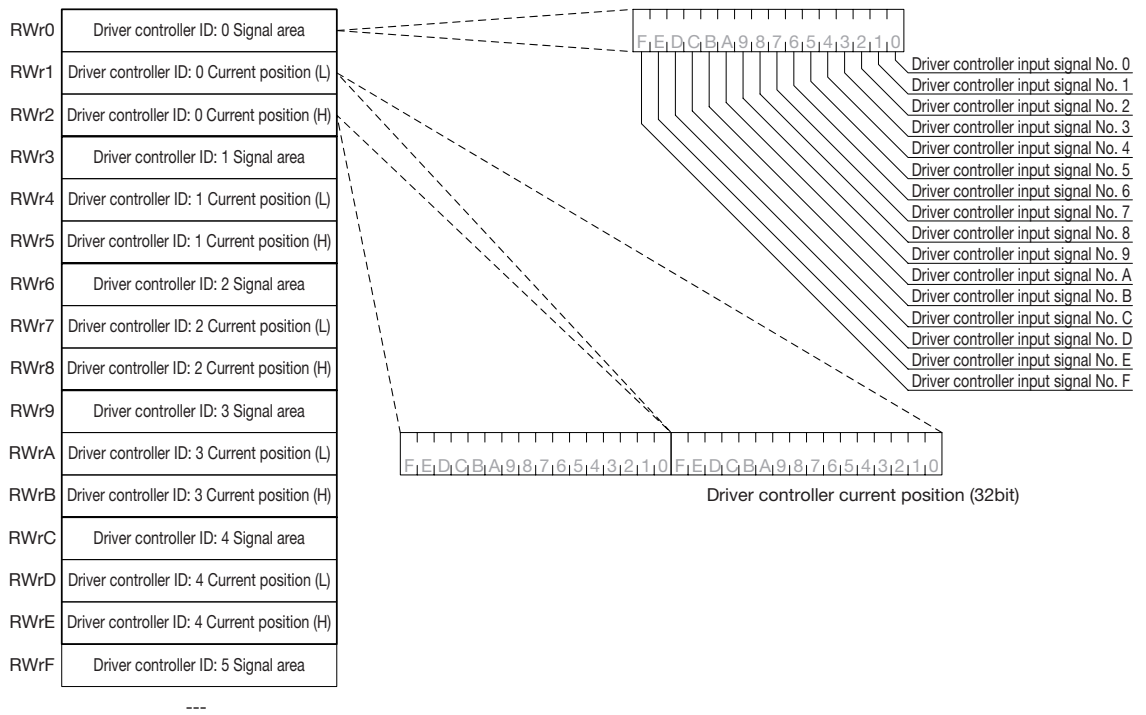 RWr0 Driver controller ID: 0 Signal area
RWr1 Driver controller ID: 0 Current position (L)
RWr2 Driver controller ID: 0 Current position (H)
RWr3 Driver controller ID: 1 Signal area
RWr4 Driver controller ID: 1 Current position (L)
RWr5 Driver controller ID: 1 Current position (H)
RWr6 Driver controller ID: 2 Signal area
RWr7 Driver controller ID: 2 Current position (L)
RWr8 Driver controller ID: 2 Current position (H)
RWr9 Driver controller ID: 3 Signal area
RWrA Driver controller ID: 3 Current position (L)
RWrB Driver controller ID: 3 Current position (H)
RWrC Driver controller ID: 4 Signal area
RWrD Driver controller ID: 4 Current position (L)
RWrE Driver controller ID: 4 Current position (H)
RWrF Driver controller ID: 5 Signal area
---
F E D C B A 9 8 7 6 5 4 3 2 1 0
Driver controller input signal No. 0
Driver controller input signal No. 1
Driver controller input signal No. 2
Driver controller input signal No. 3
Driver controller input signal No. 4
Driver controller input signal No. 5
Driver controller input signal No. 6
Driver controller input signal No. 7
Driver controller input signal No. 8
Driver controller input signal No. 9
Driver controller input signal No. A
Driver controller input signal No. B
Driver controller input signal No. C
Driver controller input signal No. D
Driver controller input signal No. E
Driver controller input signal No. F
F E D C B A 9 8 7 6 5 4 3 2 1 0 F E D C B A 9 8 7 6 5 4 3 2 1 0
Driver controller current position (32bit)